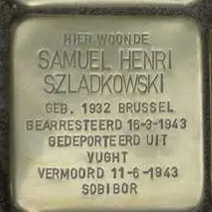 HIER WOONDE
SAMUEL HENRI
SZLADKOWSKI
GEB. 1932 BRUSSEL
GEARRESTEERD 16-3-1943
GEDEPORTEERD UIT
VUGHT
VERMOORD 11-6-1943
SOBIBOR